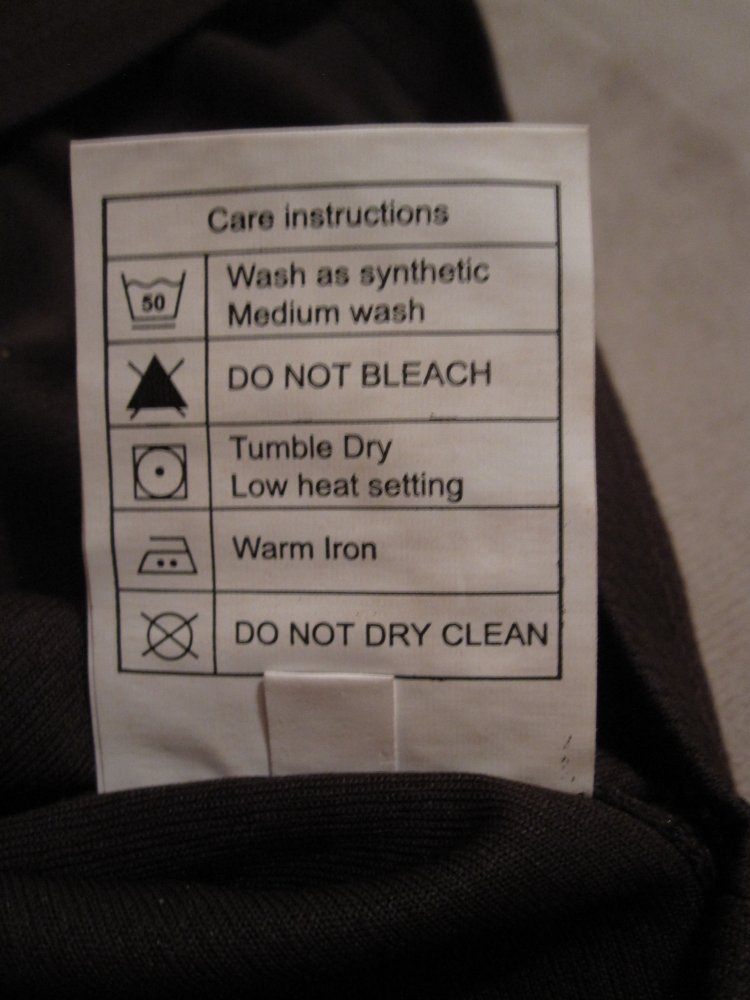 Care instructions
50
Wash as synthetic
Medium wash
DO NOT BLEACH
Tumble Dry
Low heat setting
Warm Iron
DO NOT DRY CLEAN